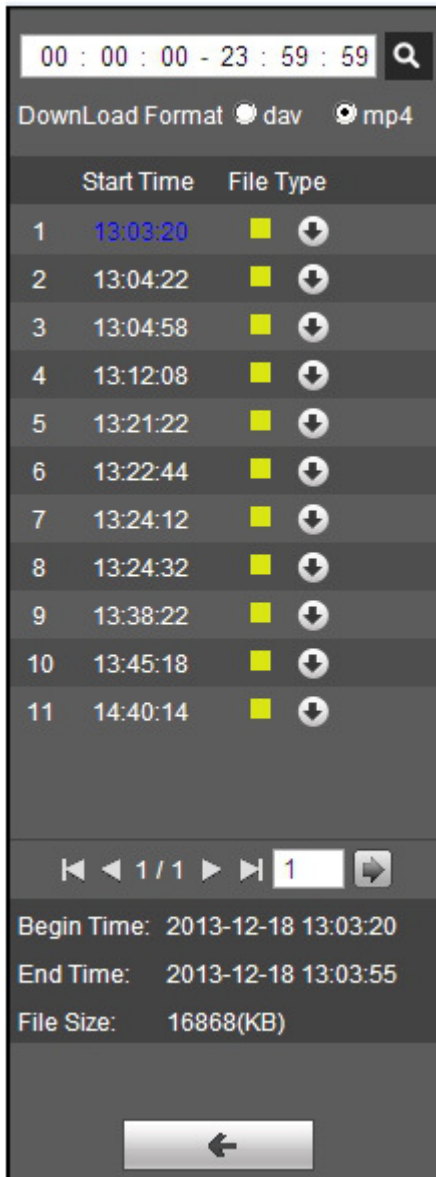 00 : 00 : 00 - 23 : 59 : 59
DownLoad Format dav mp4
Start Time File Type
1 13:03:20
2 13:04:22
3 13:04:58
4 13:12:08
5 13:21:22
6 13:22:44
7 13:24:12
8 13:24:32
9 13:38:22
10 13:45:18
11 14:40:14
1 / 1 1
Begin Time: 2013-12-18 13:03:20
End Time: 2013-12-18 13:03:55
File Size: 16868(KB)